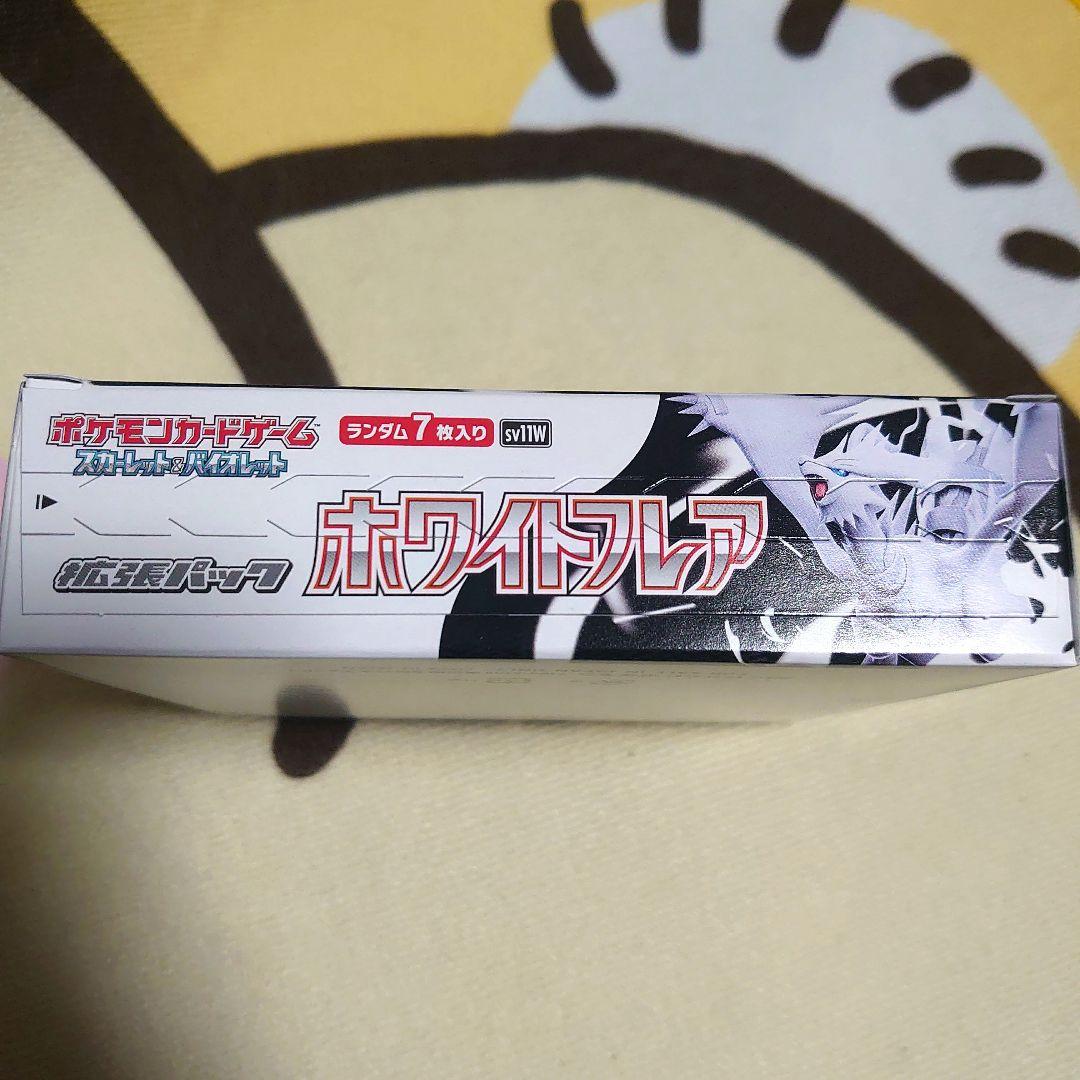 ポケモンカードゲーム™
スカーレット&バイオレット
ランダム7枚入り
sv11W
拡張パック
ホワイトフレア